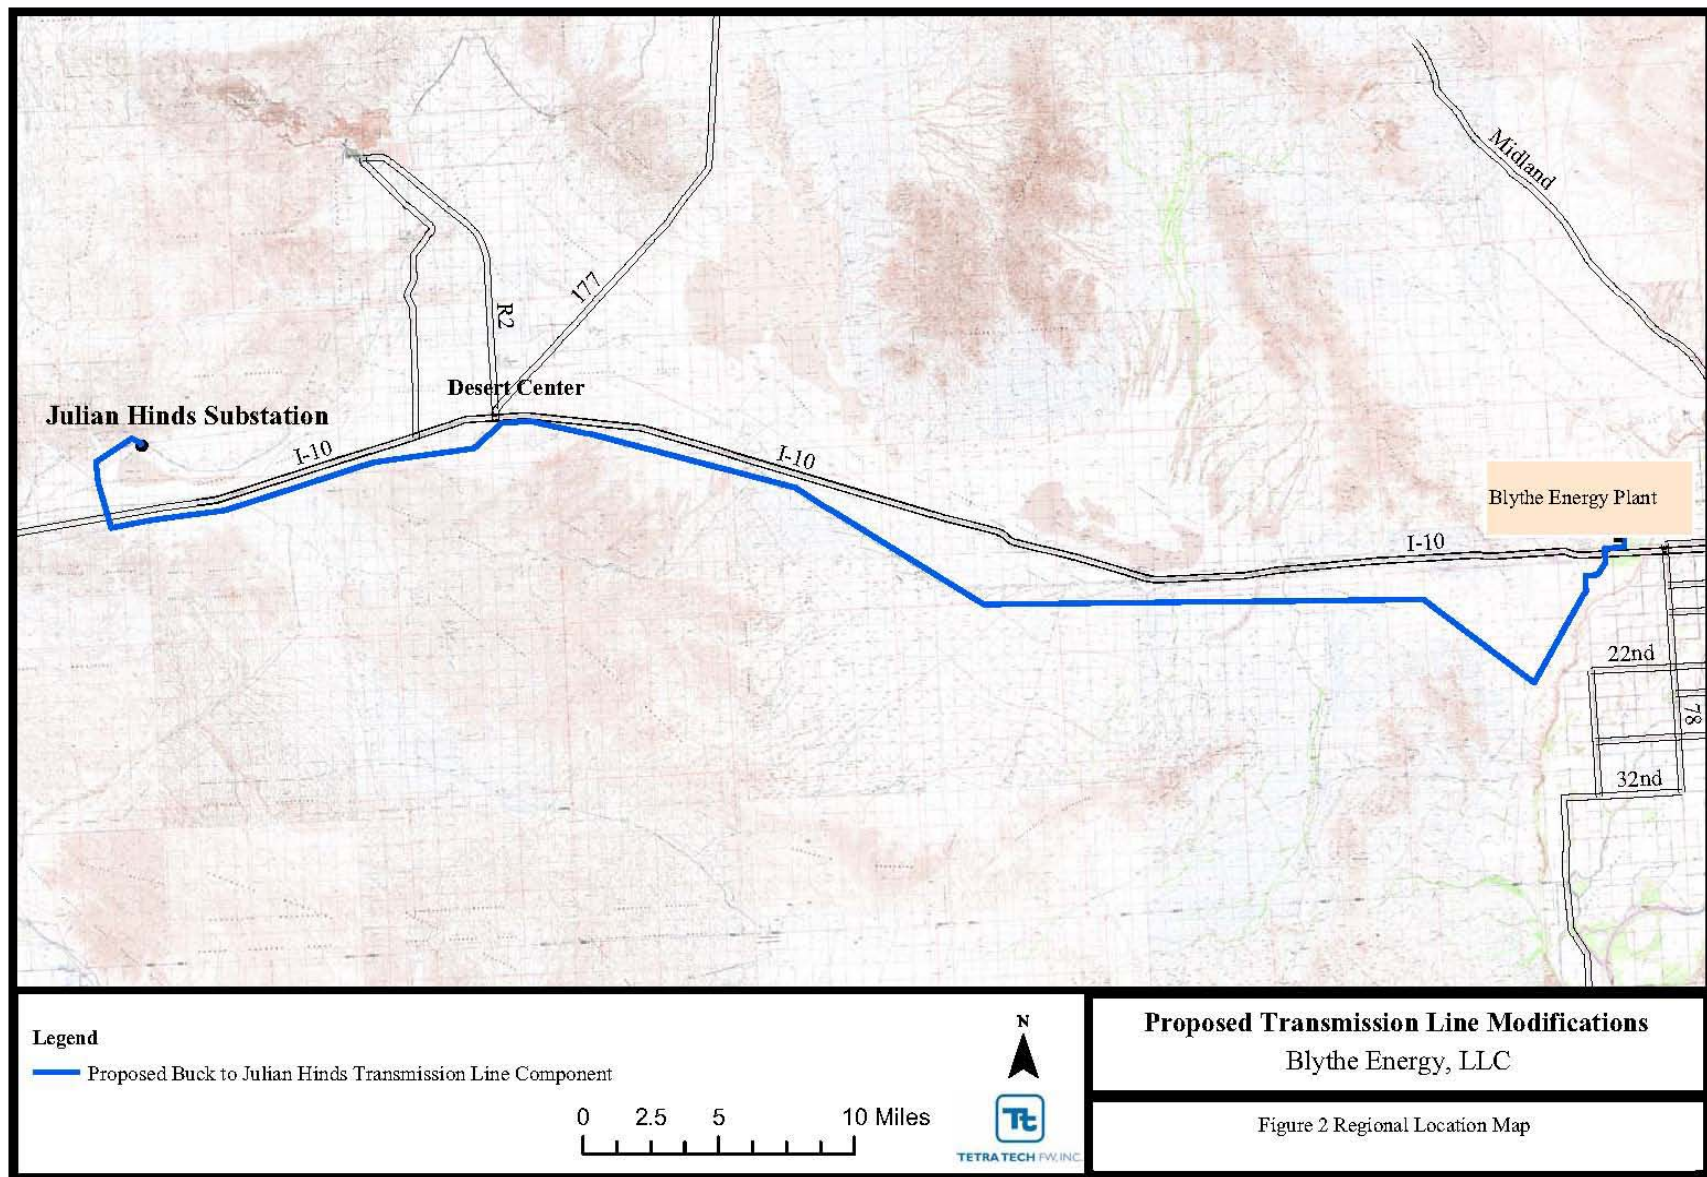 Midland
177
R2
Desert Center
Julian Hinds Substation
I-10
I-10
Blythe Energy Plant
I-10
22nd
78
32nd
Legend
Proposed Buck to Julian Hinds Transmission Line Component
0 2.5 5 10 Miles
N
Tt
TETRA TECH FW, INC.
Proposed Transmission Line Modifications
Blythe Energy, LLC
Figure 2 Regional Location Map